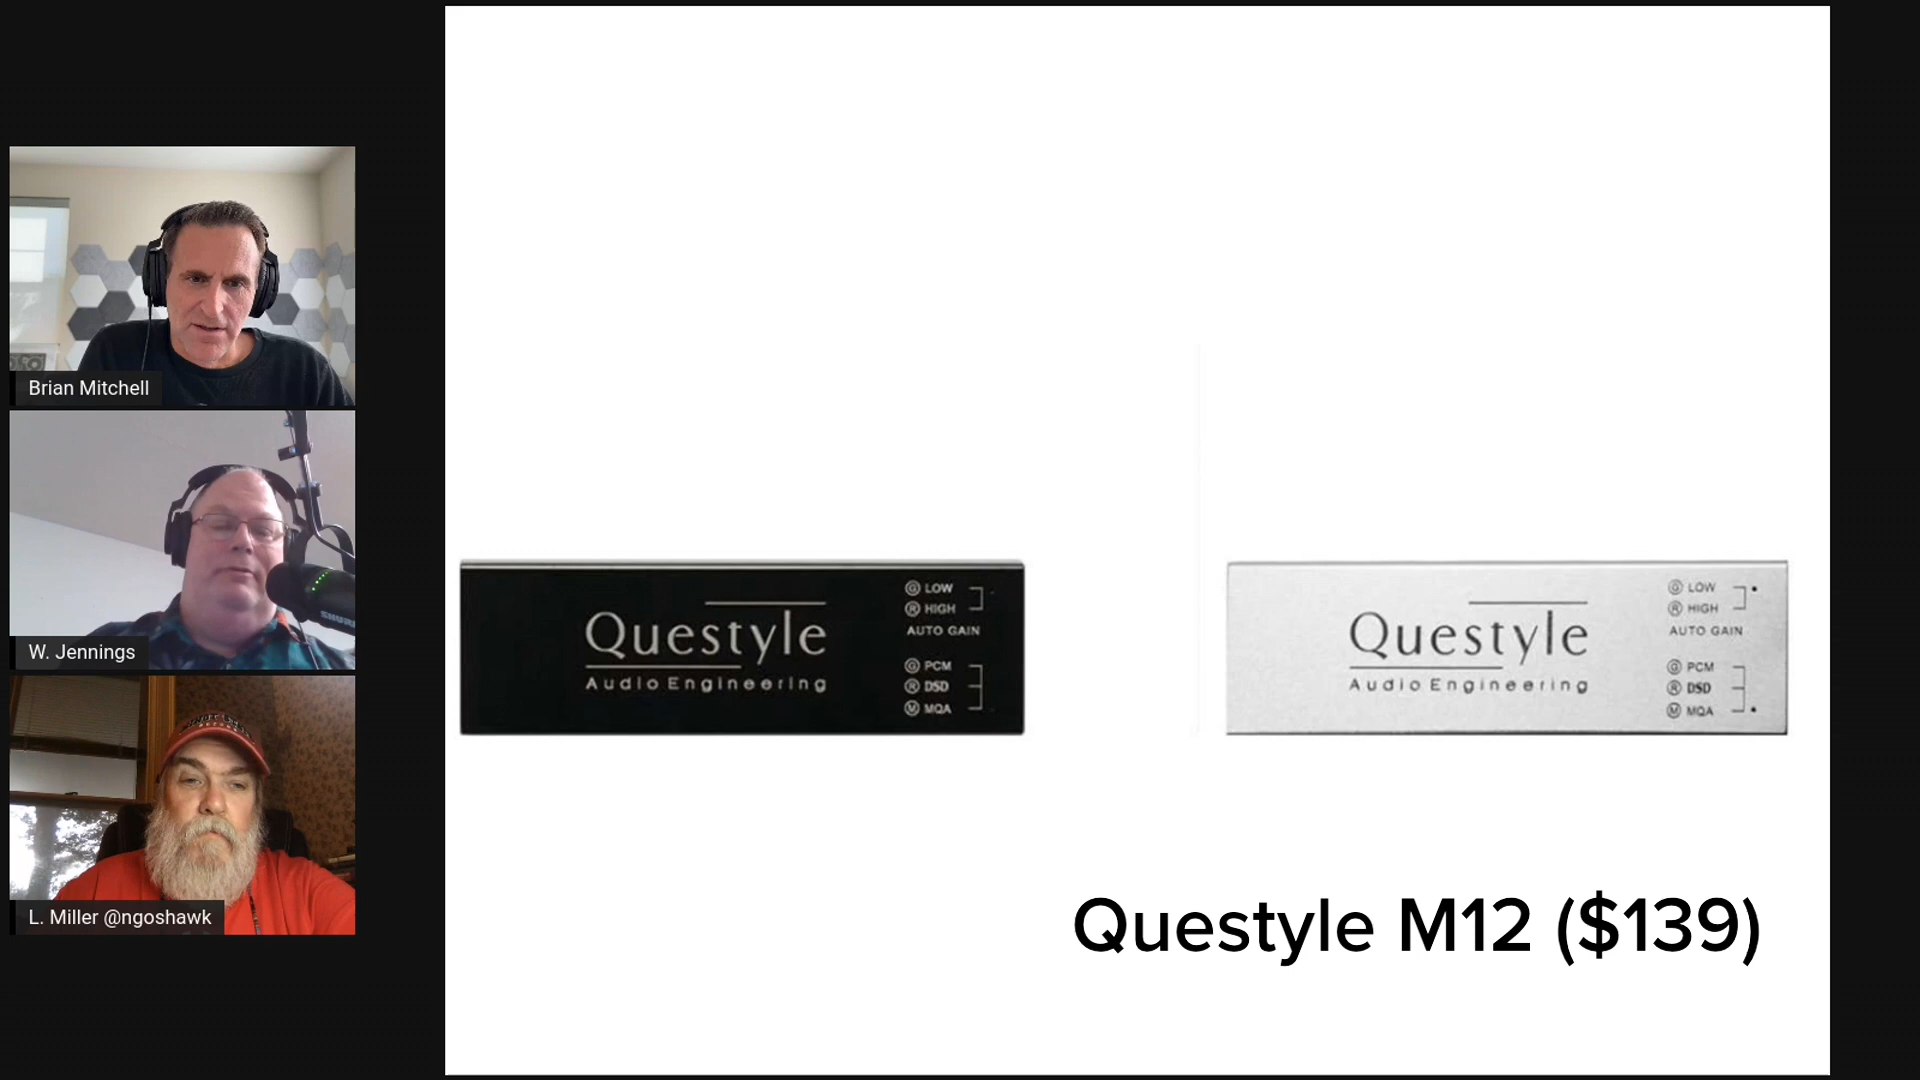 Brian Mitchell
W. Jennings
SHURE
L. Miller @ngoshawk
Questyle
Audio Engineering
G LOW
R HIGH
AUTO GAIN
G PCM
R DSD
M MQA
Questyle
Audio Engineering
G LOW
R HIGH
AUTO GAIN
G PCM
R DSD
M MQA
Questyle M12 ($139)